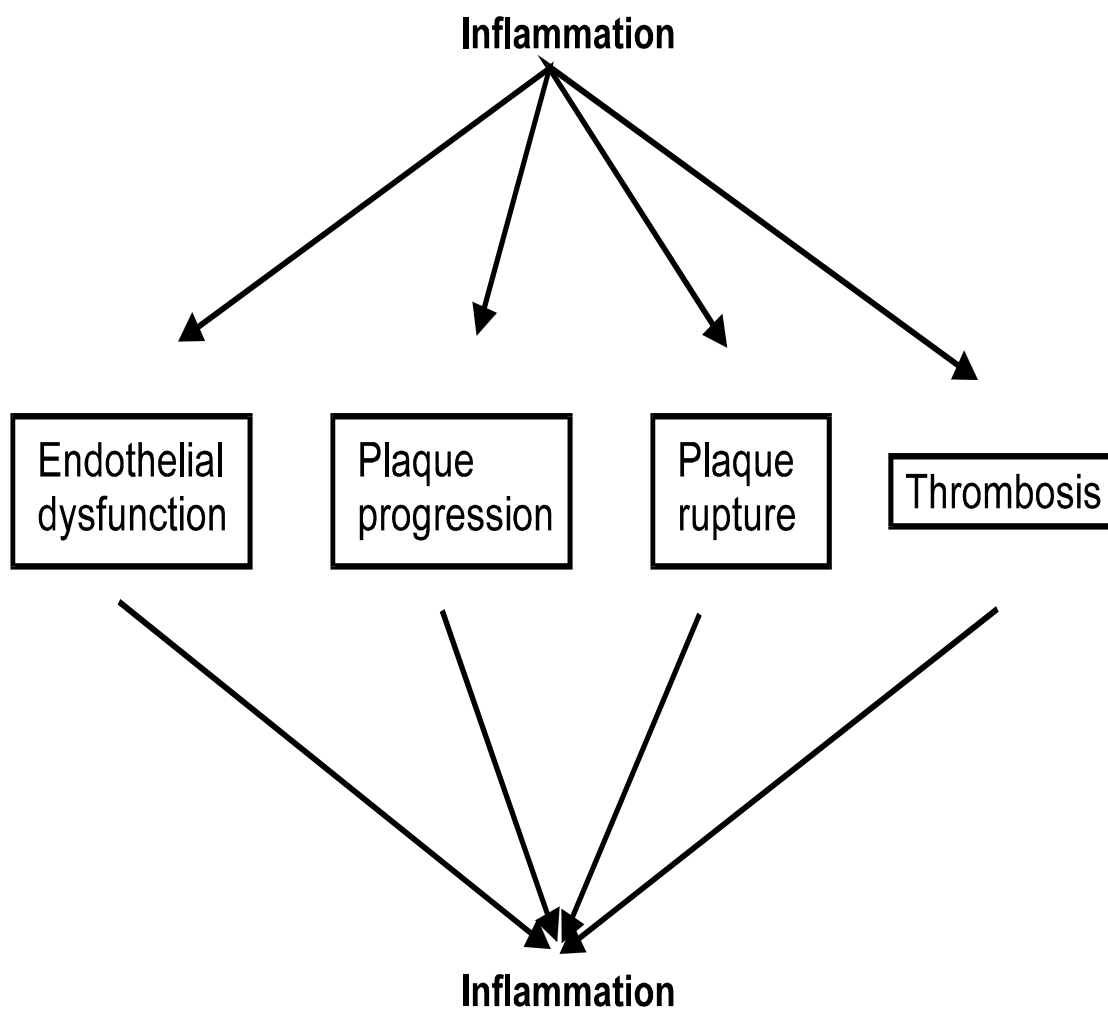 Inflammation
Endothelial
dysfunction
Plaque
progression
Plaque
rupture
Thrombosis
Inflammation